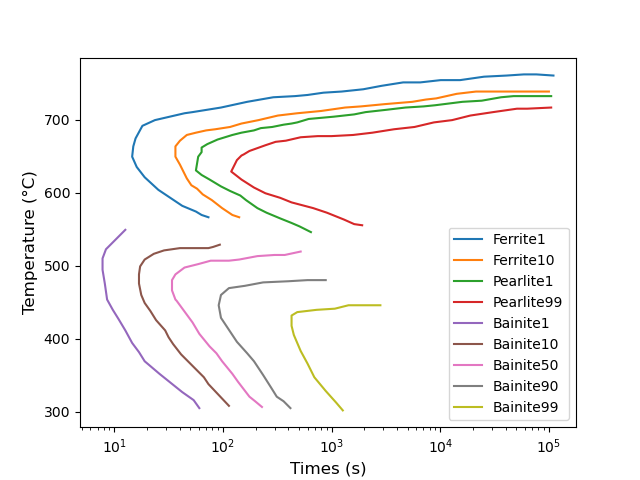 700
600
500
400
300
Temperature (°C)
10¹
10²
10³
10⁴
10⁵
Times (s)
Ferrite1
Ferrite10
Pearlite1
Pearlite99
Bainite1
Bainite10
Bainite50
Bainite90
Bainite99